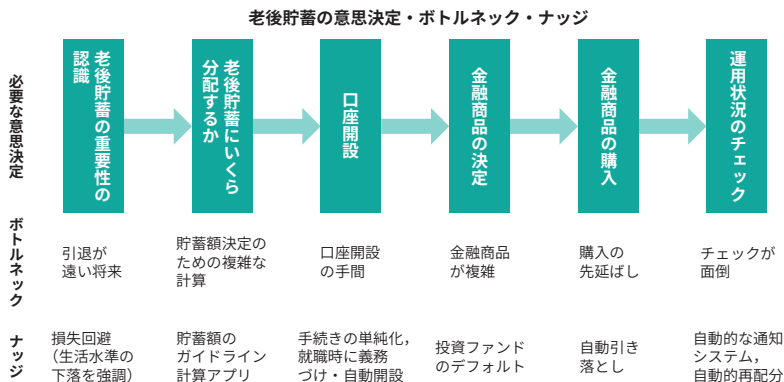 老後貯蓄の意思決定・ボトルネック・ナッジ
必要な意思決定
老後貯蓄の重要性の
認識
老後貯蓄にいくら
分配するか
口座開設
金融商品の決定
金融商品の購入
運用状況のチェック
ボトルネック
引退が
遠い将来
貯蓄額決定の
ための複雑な
計算
口座開設
の手間
金融商品
が複雑
購入の
先延ばし
チェックが
面倒
ナッジ
損失回避
（生活水準の
下落を強調）
貯蓄額の
ガイドライン
計算アプリ
手続きの単純化，
就職時に義務
づけ・自動開設
投資ファンド
のデフォルト
自動引き
落とし
自動的な通知
システム，
自動的再配分